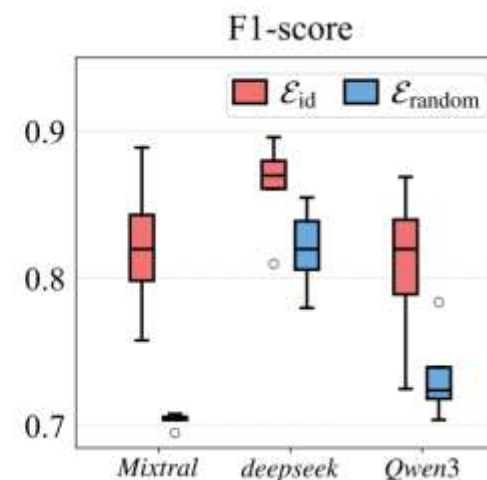 F1-score
ℰid ℰrandom
0.9
0.8
0.7
Mixtral deepseek Qwen3